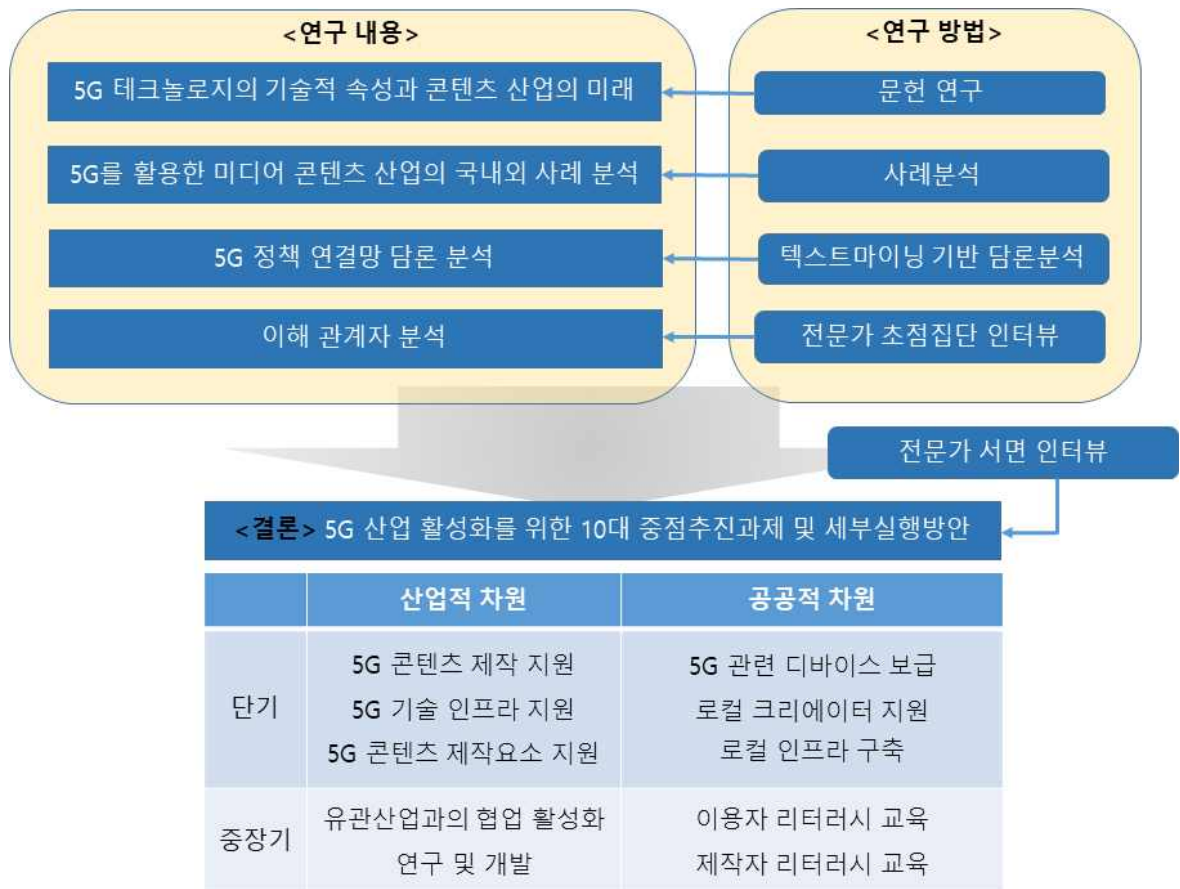 <연구 내용>
5G 테크놀로지의 기술적 속성과 콘텐츠 산업의 미래
5G를 활용한 미디어 콘텐츠 산업의 국내외 사례 분석
5G 정책 연결망 담론 분석
이해 관계자 분석
<연구 방법>
문헌 연구
사례분석
텍스트마이닝 기반 담론분석
전문가 초점집단 인터뷰
전문가 서면 인터뷰
<결론> 5G 산업 활성화를 위한 10대 중점추진과제 및 세부실행방안
산업적 차원
공공적 차원
단기
5G 콘텐츠 제작 지원
5G 기술 인프라 지원
5G 콘텐츠 제작요소 지원
5G 관련 디바이스 보급
로컬 크리에이터 지원
로컬 인프라 구축
중장기
유관산업과의 협업 활성화
연구 및 개발
이용자 리터러시 교육
제작자 리터러시 교육